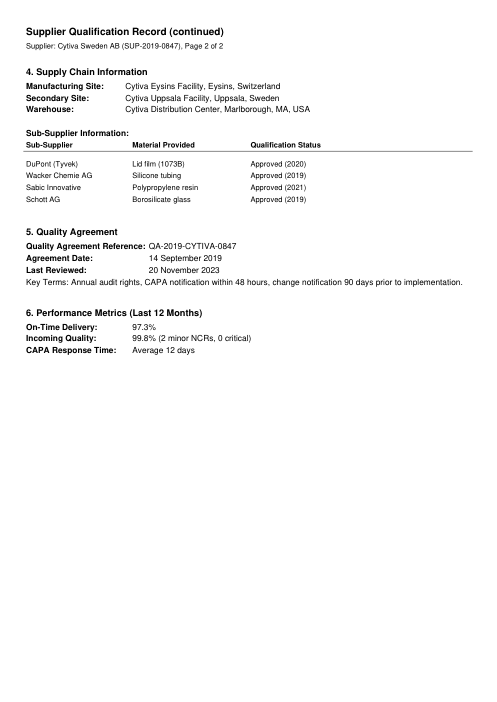 Supplier Qualification Record (continued)
Supplier: Cytiva Sweden AB (SUP-2019-0847), Page 2 of 2
4. Supply Chain Information
Manufacturing Site: Cytiva Eysins Facility, Eysins, Switzerland
Secondary Site: Cytiva Uppsala Facility, Uppsala, Sweden
Warehouse: Cytiva Distribution Center, Marlborough, MA, USA
Sub-Supplier Information:
Sub-Supplier Material Provided Qualification Status
DuPont (Tyvek) Lid film (1073B) Approved (2020)
Wacker Chemie AG Silicone tubing Approved (2019)
Sabic Innovative Polypropylene resin Approved (2021)
Schott AG Borosilicate glass Approved (2019)
5. Quality Agreement
Quality Agreement Reference: QA-2019-CYTIVA-0847
Agreement Date: 14 September 2019
Last Reviewed: 20 November 2023
Key Terms: Annual audit rights, CAPA notification within 48 hours, change notification 90 days prior to implementation.
6. Performance Metrics (Last 12 Months)
On-Time Delivery: 97.3%
Incoming Quality: 99.8% (2 minor NCRs, 0 critical)
CAPA Response Time: Average 12 days